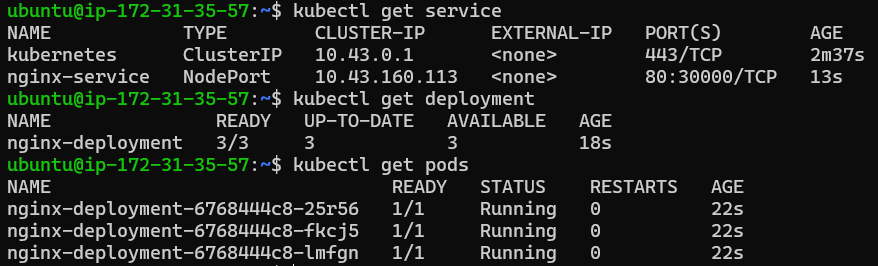 ubuntu@ip-172-31-35-57:~$ kubectl get service
NAME TYPE CLUSTER-IP EXTERNAL-IP PORT(S) AGE
kubernetes ClusterIP 10.43.0.1 <none> 443/TCP 2m37s
nginx-service NodePort 10.43.160.113 <none> 80:30000/TCP 13s
ubuntu@ip-172-31-35-57:~$ kubectl get deployment
NAME READY UP-TO-DATE AVAILABLE AGE
nginx-deployment 3/3 3 3 18s
ubuntu@ip-172-31-35-57:~$ kubectl get pods
NAME READY STATUS RESTARTS AGE
nginx-deployment-6768444c8-25r56 1/1 Running 0 22s
nginx-deployment-6768444c8-fkcj5 1/1 Running 0 22s
nginx-deployment-6768444c8-lmfgn 1/1 Running 0 22s